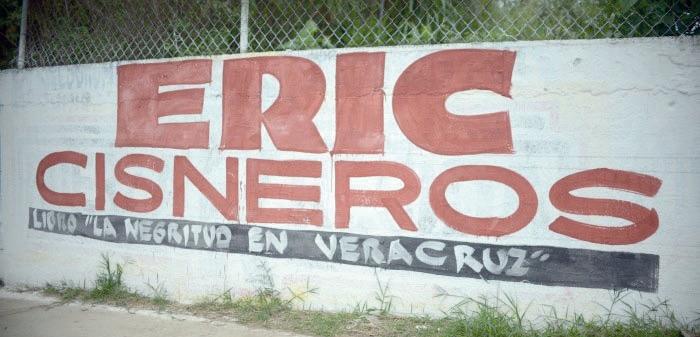 ERIC
CISNEROS
LIBRO "LA NEGRITUD EN VERACRUZ"